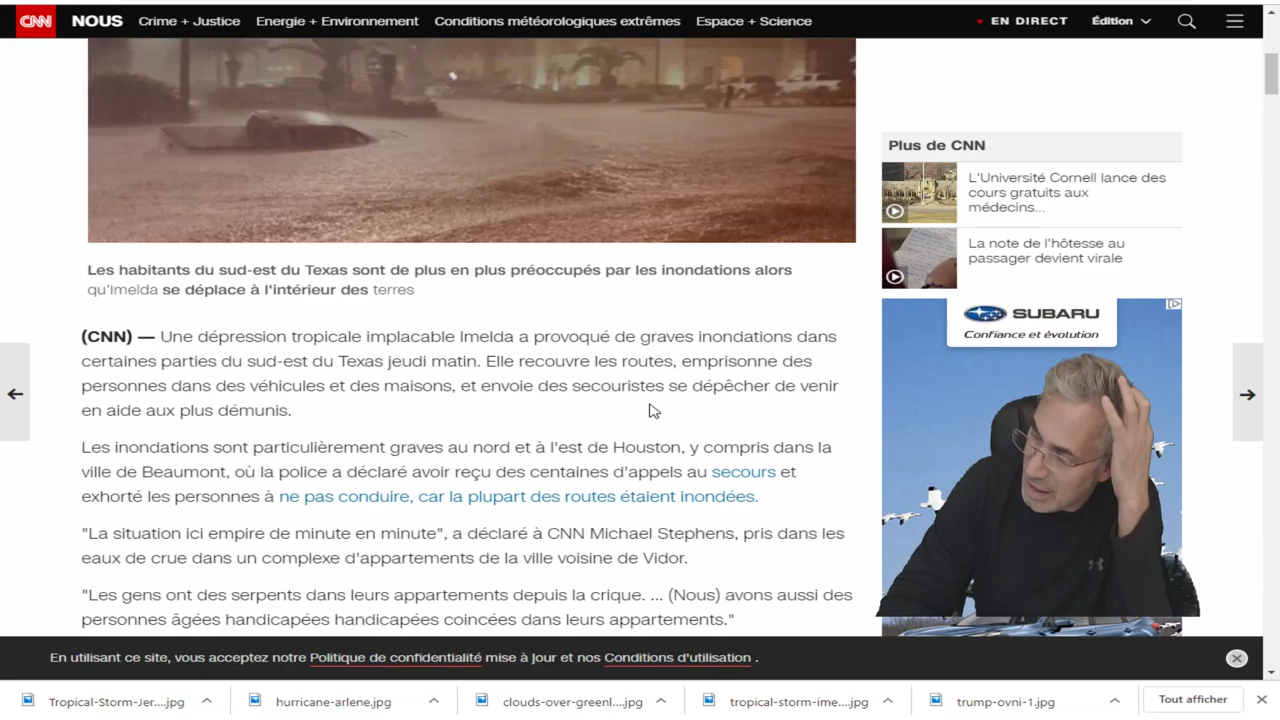 CNN NOUS Crime + Justice Energie + Environnement Conditions météorologiques extrêmes Espace + Science EN DIRECT Édition
Les habitants du sud-est du Texas sont de plus en plus préoccupés par les inondations alors
qu'Imelda se déplace à l'intérieur des terres
(CNN) — Une dépression tropicale implacable Imelda a provoqué de graves inondations dans
certaines parties du sud-est du Texas jeudi matin. Elle recouvre les routes, emprisonne des
personnes dans des véhicules et des maisons, et envoie des secouristes se dépêcher de venir
en aide aux plus démunis.
Les inondations sont particulièrement graves au nord et à l'est de Houston, y compris dans la
ville de Beaumont, où la police a déclaré avoir reçu des centaines d'appels au secours et
exhorté les personnes à ne pas conduire, car la plupart des routes étaient inondées.
"La situation ici empire de minute en minute", a déclaré à CNN Michael Stephens, pris dans les
eaux de crue dans un complexe d'appartements de la ville voisine de Vidor.
"Les gens ont des serpents dans leurs appartements depuis la crique. ... (Nous) avons aussi des
personnes âgées handicapées handicapées coincées dans leurs appartements."
Plus de CNN
L'Université Cornell lance des
cours gratuits aux
médecins...
La note de l'hôtesse au
passager devient virale
SUBARU
Confiance et évolution
En utilisant ce site, vous acceptez notre Politique de confidentialité mise à jour et nos Conditions d'utilisation .
Tropical-Storm-Jer....jpg hurricane-arlene.jpg clouds-over-greenl....jpg tropical-storm-ime....jpg trump-ovni-1.jpg Tout afficher